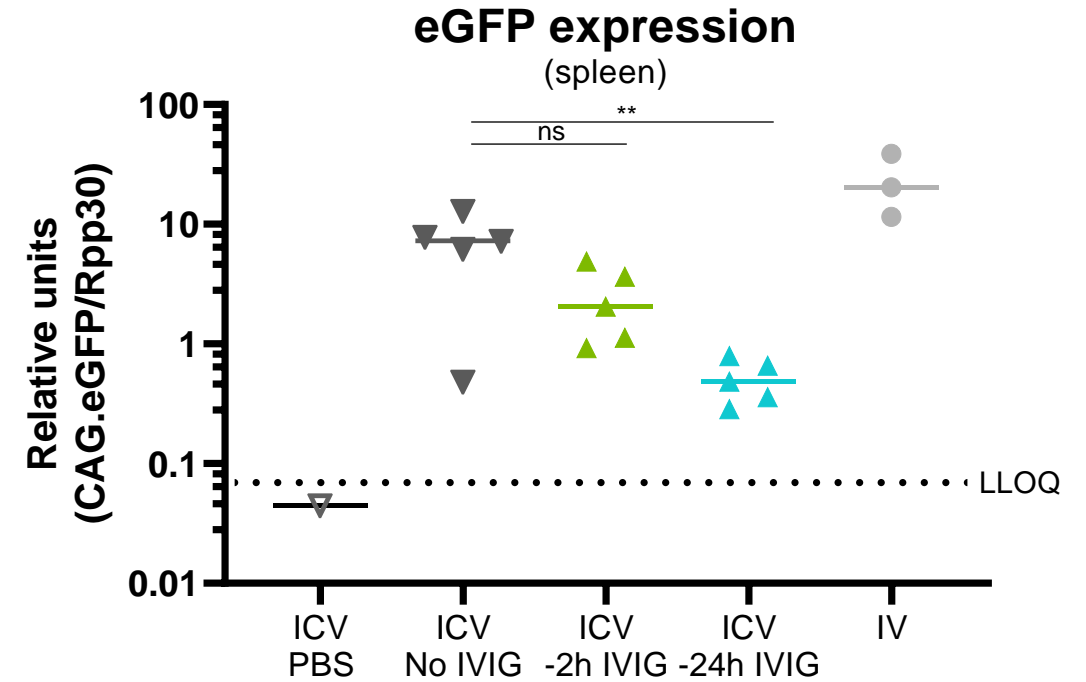 eGFP expression
(spleen)
**
ns
Relative units
(CAG.eGFP/Rpp30)
100
10
1
0.1
0.01
LLOQ
ICV PBS
ICV No IVIG
ICV -2h IVIG
ICV -24h IVIG
IV